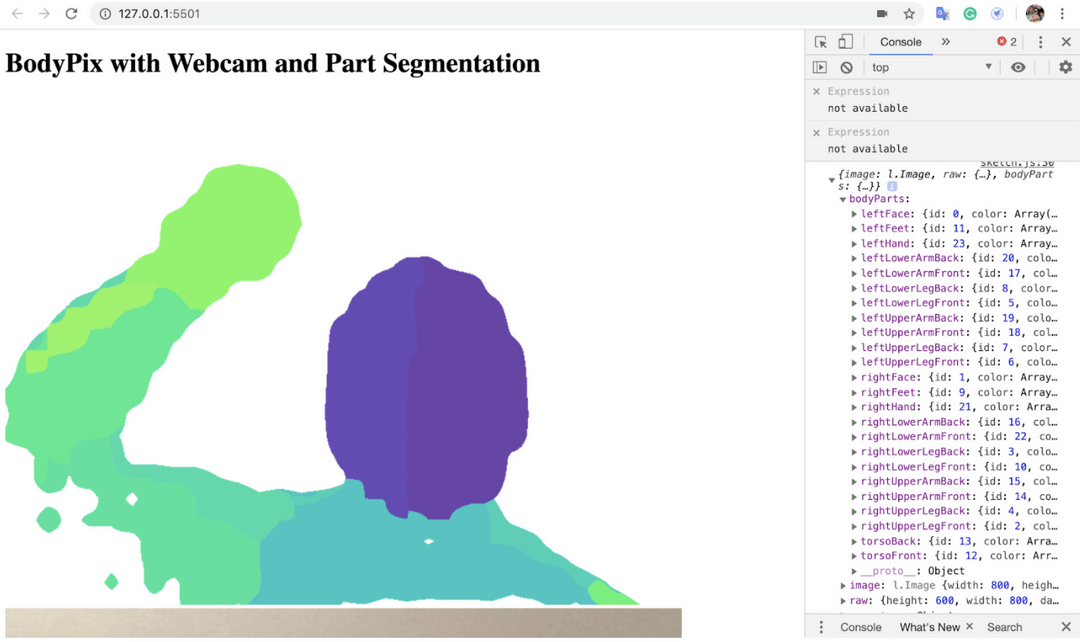 127.0.0.1:5501
BodyPix with Webcam and Part Segmentation
Console
2
top
Expression
not available
Expression
not available
sketch.js:30
{image: l.Image, raw: {…}, bodyPart
s: {…}}
bodyParts:
leftFace: {id: 0, color: Array(…
leftFeet: {id: 11, color: Array…
leftHand: {id: 23, color: Array…
leftLowerArmBack: {id: 20, colo…
leftLowerArmFront: {id: 17, col…
leftLowerLegBack: {id: 8, color…
leftLowerLegFront: {id: 5, colo…
leftUpperArmBack: {id: 19, colo…
leftUpperArmFront: {id: 18, col…
leftUpperLegBack: {id: 7, color…
leftUpperLegFront: {id: 6, colo…
rightFace: {id: 1, color: Array…
rightFeet: {id: 9, color: Array…
rightHand: {id: 21, color: Arra…
rightLowerArmBack: {id: 16, col…
rightLowerArmFront: {id: 22, co…
rightLowerLegBack: {id: 3, colo…
rightLowerLegFront: {id: 10, co…
rightUpperArmBack: {id: 15, col…
rightUpperArmFront: {id: 14, co…
rightUpperLegBack: {id: 4, colo…
rightUpperLegFront: {id: 2, col…
torsoBack: {id: 13, color: Arra…
torsoFront: {id: 12, color: Arr…
__proto__: Object
image: l.Image {width: 800, heigh…
raw: {height: 600, width: 800, da…
Console
What's New
Search